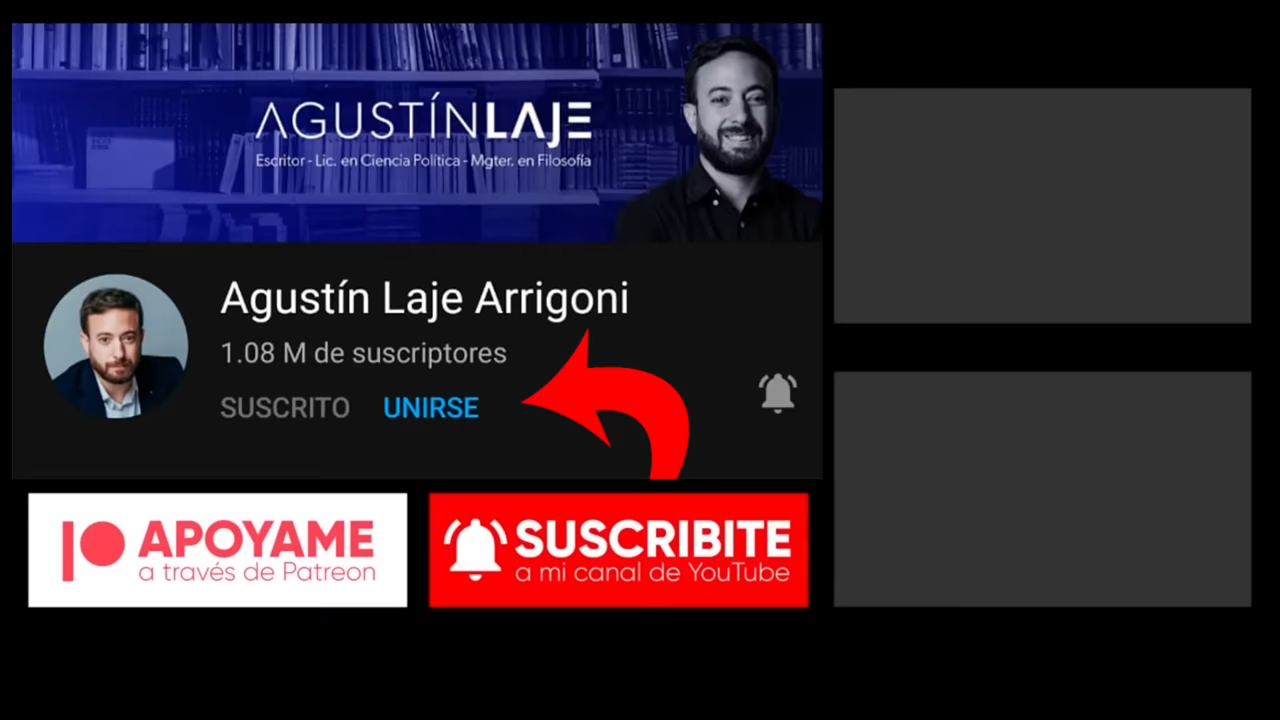 AGUSTÍNLAJE
Escritor - Lic. en Ciencia Política - Mgter. en Filosofía
Agustín Laje Arrigoni
1.08 M de suscriptores
SUSCRITO UNIRSE
APOYAME
a través de Patreon
SUSCRIBITE
a mi canal de YouTube